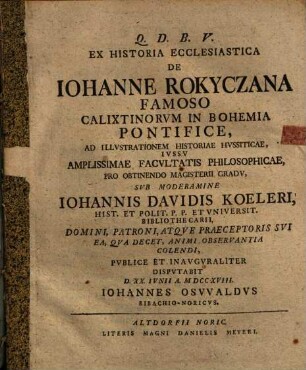 Q. D. B. V.
EX HISTORIA ECCLESIASTICA
DE
IOHANNE ROKYCZANA
FAMOSO
CALIXTINORVM IN BOHEMIA
PONTIFICE,
AD ILLVSTRATIONEM HISTORIAE HVSSITICAE,
IVSSV
AMPLISSIMAE FACVLTATIS PHILOSOPHICAE,
PRO OBTINENDO MAGISTERII GRADV,
SVB MODERAMINE
IOHANNIS DAVIDIS KOELERI,
HIST. ET POLIT. P. P. ET VNIVERSIT.
BIBLIOTHECARII,
DOMINI, PATRONI, ATQVE PRAECEPTORIS SVI
EA, QVA DECET, ANIMI OBSERVANTIA
COLENDI,
PVBLICE ET INAVGVRALITER
DISPVTABIT
D. XX. IVNII A. MDCCXVIII.
IOHANNES OSVVALDVS
BIBACHIO-NORICVS.
ALTDORFII NORIC.
LITERIS MAGNI DANIELIS MEYERI.